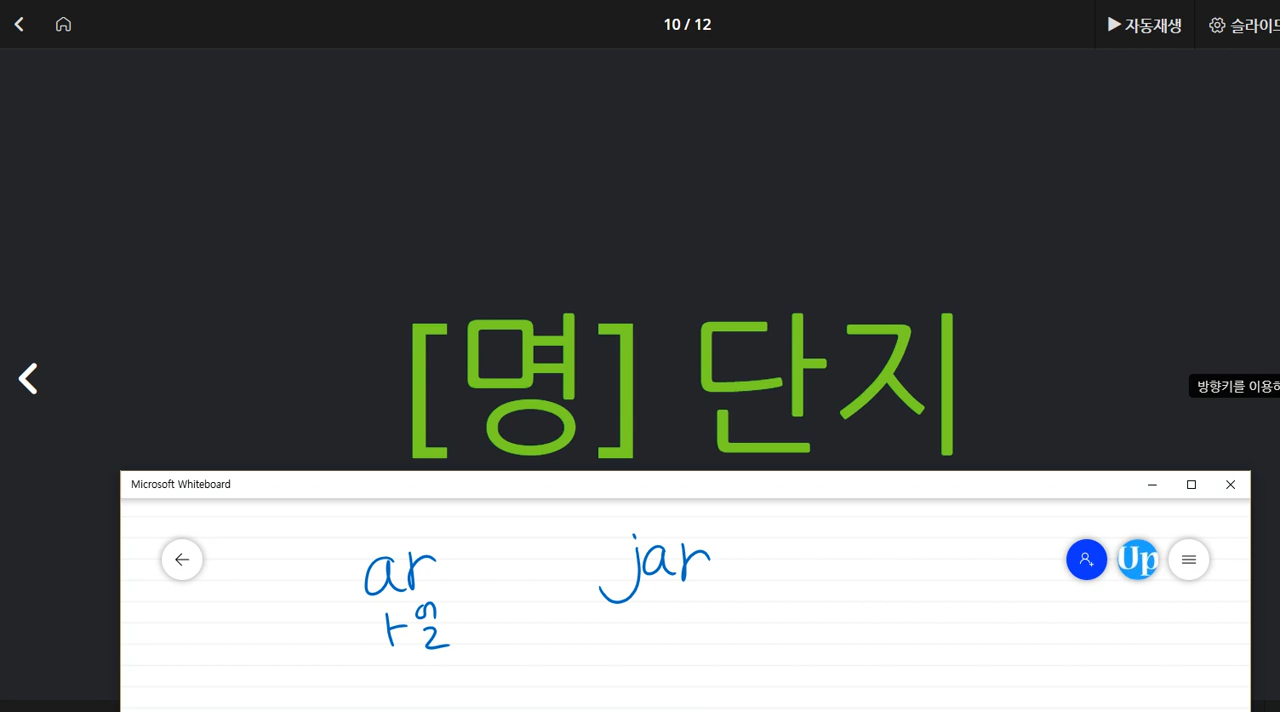 10 / 12
자동재생
슬라이드
[명] 단지
방향키를 이용하
Microsoft Whiteboard
Up
ar
jar
ㅏ얼